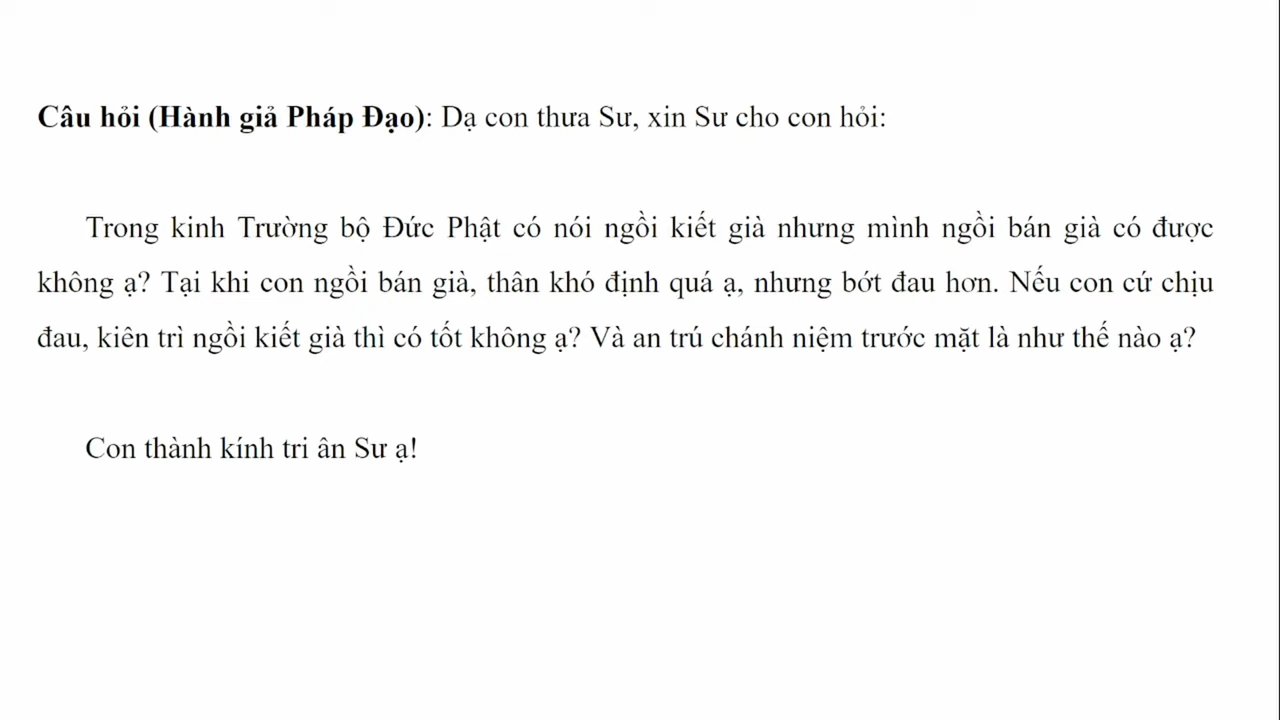 Câu hỏi (Hành giả Pháp Đạo): Dạ con thưa Sư, xin Sư cho con hỏi:
Trong kinh Trường bộ Đức Phật có nói ngồi kiết già nhưng mình ngồi bán già có được
không ạ? Tại khi con ngồi bán già, thân khó định quá ạ, nhưng bớt đau hơn. Nếu con cứ chịu
đau, kiên trì ngồi kiết già thì có tốt không ạ? Và an trú chánh niệm trước mặt là như thế nào ạ?
Con thành kính tri ân Sư ạ!